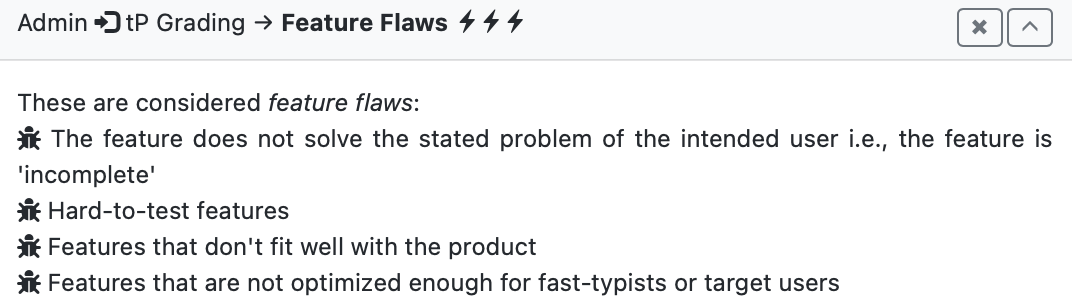 Admin tP Grading → Feature Flaws
These are considered feature flaws:
The feature does not solve the stated problem of the intended user i.e., the feature is
'incomplete'
Hard-to-test features
Features that don't fit well with the product
Features that are not optimized enough for fast-typists or target users